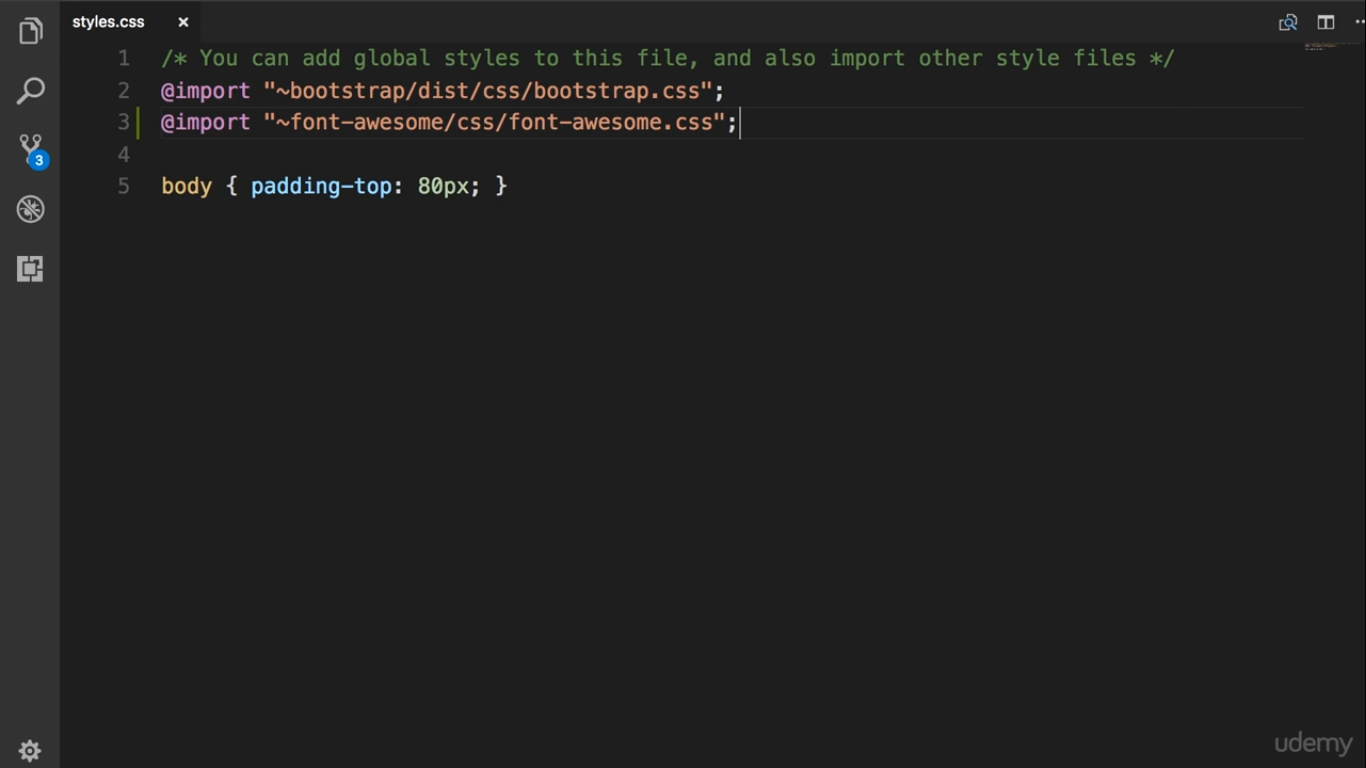 styles.css
1 /* You can add global styles to this file, and also import other style files */
2 @import "~bootstrap/dist/css/bootstrap.css";
3 @import "~font-awesome/css/font-awesome.css";
3
4
5 body { padding-top: 80px; }
udemy